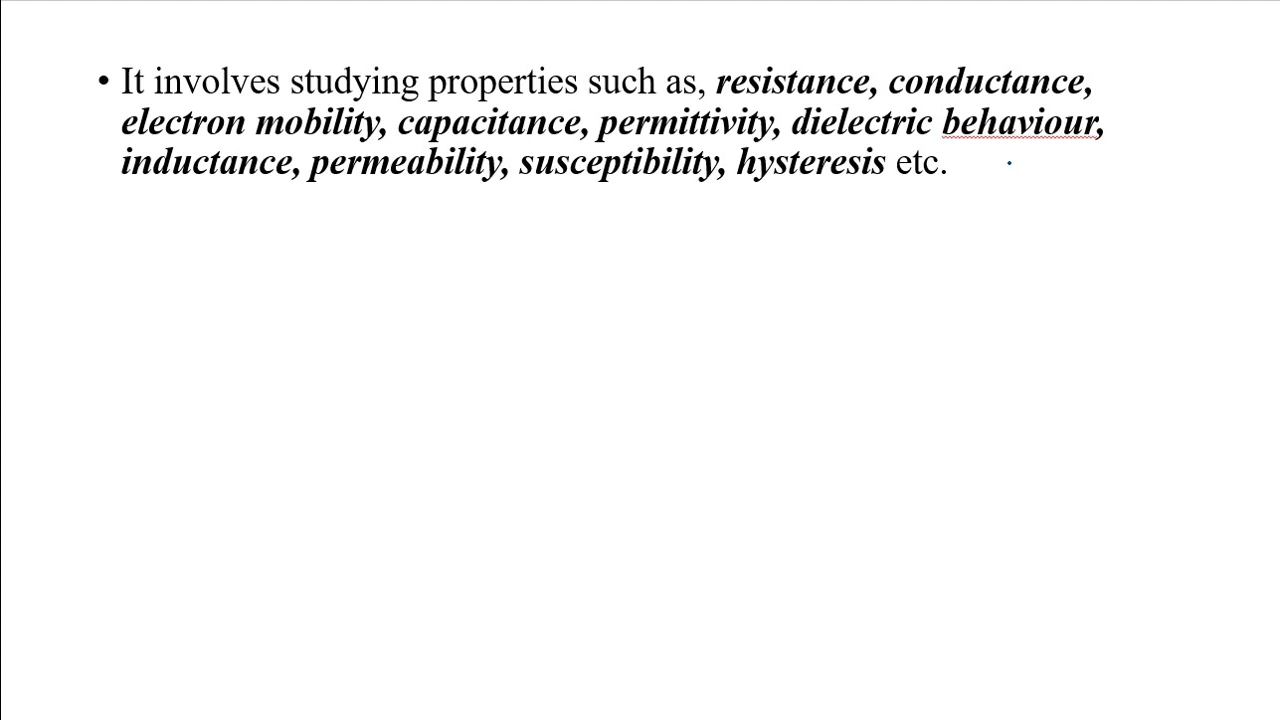 • It involves studying properties such as, resistance, conductance,
electron mobility, capacitance, permittivity, dielectric behaviour,
inductance, permeability, susceptibility, hysteresis etc.